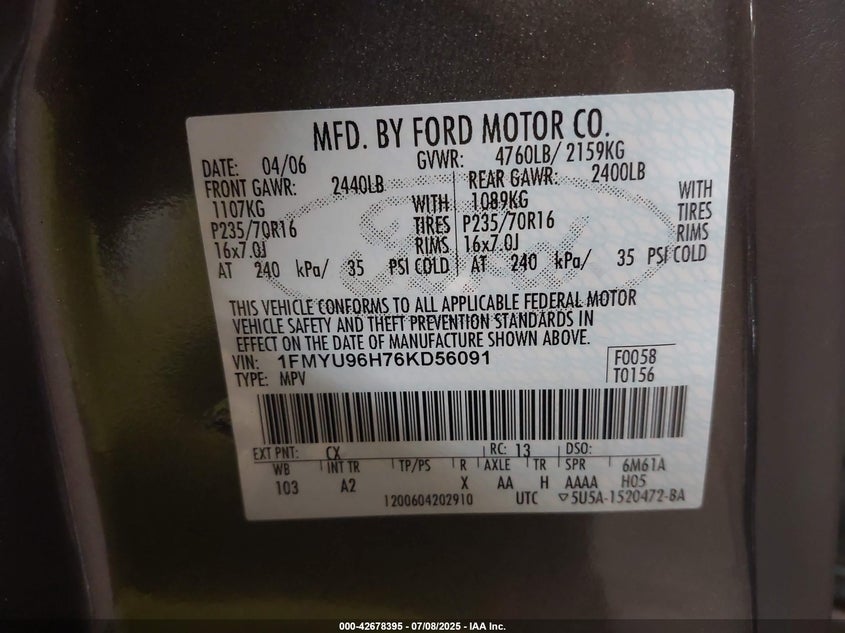 MFD. BY FORD MOTOR CO.
DATE: 04/06 GVWR: 4760LB/ 2159KG
FRONT GAWR: 2440LB REAR GAWR: 2400LB
1107KG WITH 1089KG WITH
P235/70R16 TIRES P235/70R16 TIRES
16x7.0J RIMS 16x7.0J RIMS
AT 240 kPa/ 35 PSI COLD AT 240 kPa/ 35 PSI COLD
THIS VEHICLE CONFORMS TO ALL APPLICABLE FEDERAL MOTOR
VEHICLE SAFETY AND THEFT PREVENTION STANDARDS IN
EFFECT ON THE DATE OF MANUFACTURE SHOWN ABOVE.
VIN: 1FMYU96H76KD56091 F0058
TYPE: MPV T0156
EXT PNT: CX RC: 13 DSO:
WB INT TR TP/PS R AXLE TR SPR 6M61A
103 A2 X AA H AAAA H05
1200604202910 UTC ▽5U5A-1520472-BA
000-42678395 - 07/08/2025 - IAA Inc.